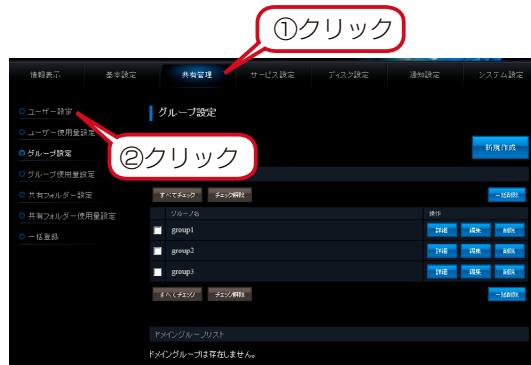 ①クリック
情報表示 基本設定 共有管理 サービス設定 ディスク設定 通知設定 システム設定
ユーザー設定
ユーザー使用量設定
グループ設定
グループ使用量設定
共有フォルダー設定
共有フォルダー使用量設定
一括登録
②クリック
グループ設定
新規作成
すべてチェック チェック解除 一括削除
グループ名 操作
group1 詳細 編集 削除
group2 詳細 編集 削除
group3 詳細 編集 削除
すべてチェック チェック解除 一括削除
ドメイングループリスト
ドメイングループは存在しません。